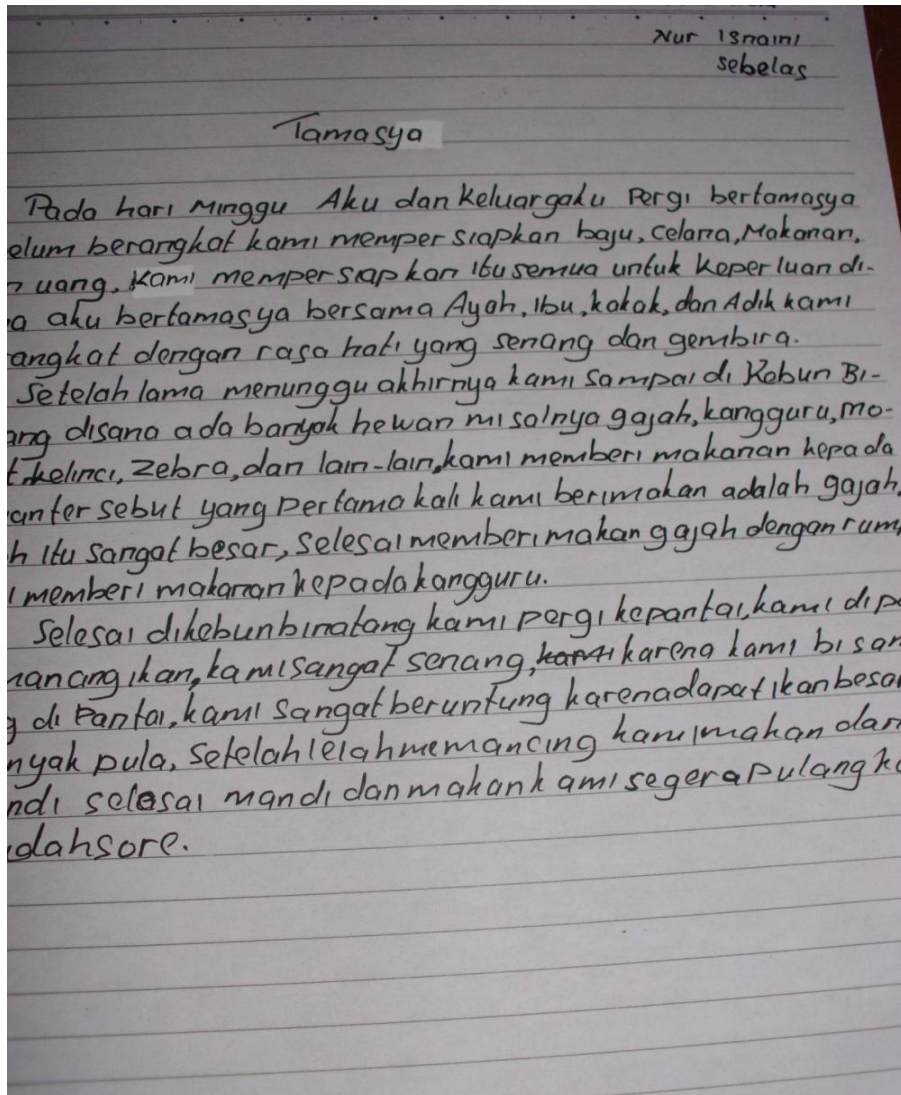 Nur Isnaini
sebelas
Tamasya
Pada hari Minggu Aku dan Keluargaku Pergi bertamasya
elum berangkat kami mempersiapkan baju, Celana, Makanan,
n uang. Kami mempersiapkan itu semua untuk Keperluan di-
a aku bertamasya bersama Ayah, ibu, kakak, dan Adik kami
angkat dengan rasa hati yang senang dan gembira.
Setelah lama menunggu akhirnya kami sampai di Kebun Bi-
ang disana ada banyak hewan misalnya gajah, kangguru, mo-
t kelinci, zebra, dan lain-lain, kami memberi makanan kepada
an tersebut yang Pertama kali kami berimakan adalah gajah,
h itu sangat besar, Selesai memberi makan gajah dengan rum
i memberi makanan kepada kangguru.
Selesai dikebun binatang kami pergi kepantai, kami dip
mancing ikan, kami sangat senang, kami karena kami bisa
g di Pantai, kami sangat beruntung karena dapat ikan besa
nyak pula, Setelah lelah memancing kami makan dan
ndi selesai mandi dan makan kami segera pulang k
dah sore.